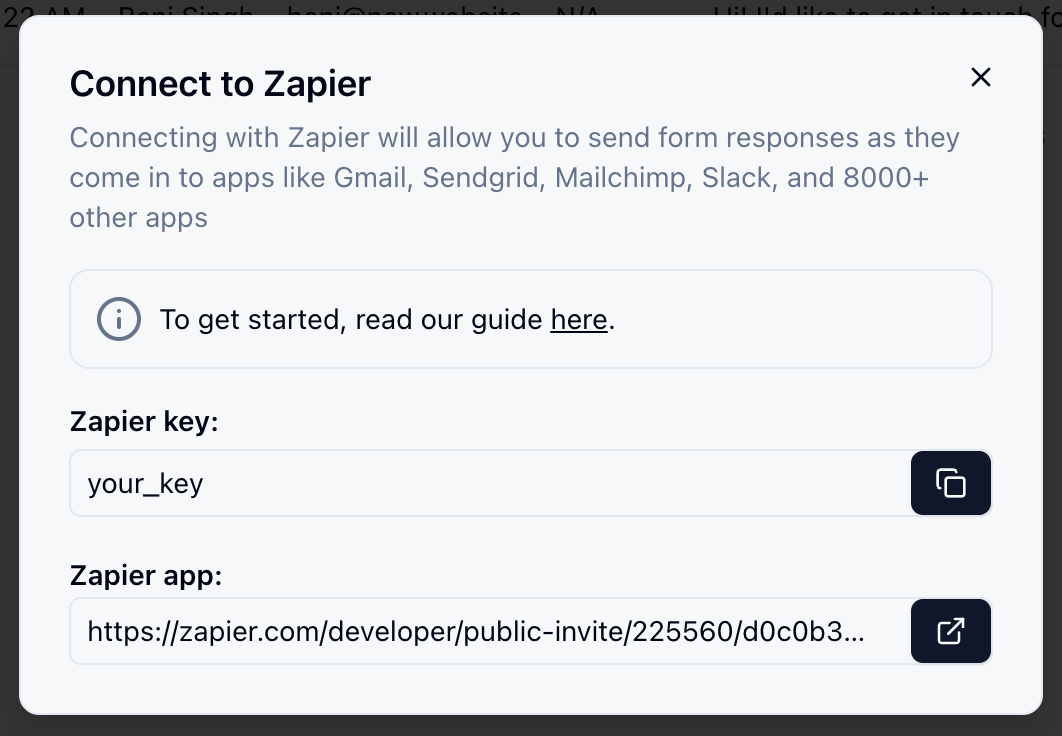 Connect to Zapier
Connecting with Zapier will allow you to send form responses as they
come in to apps like Gmail, Sendgrid, Mailchimp, Slack, and 8000+
other apps
To get started, read our guide here.
Zapier key:
your_key
Zapier app:
https://zapier.com/developer/public-invite/225560/d0c0b3...